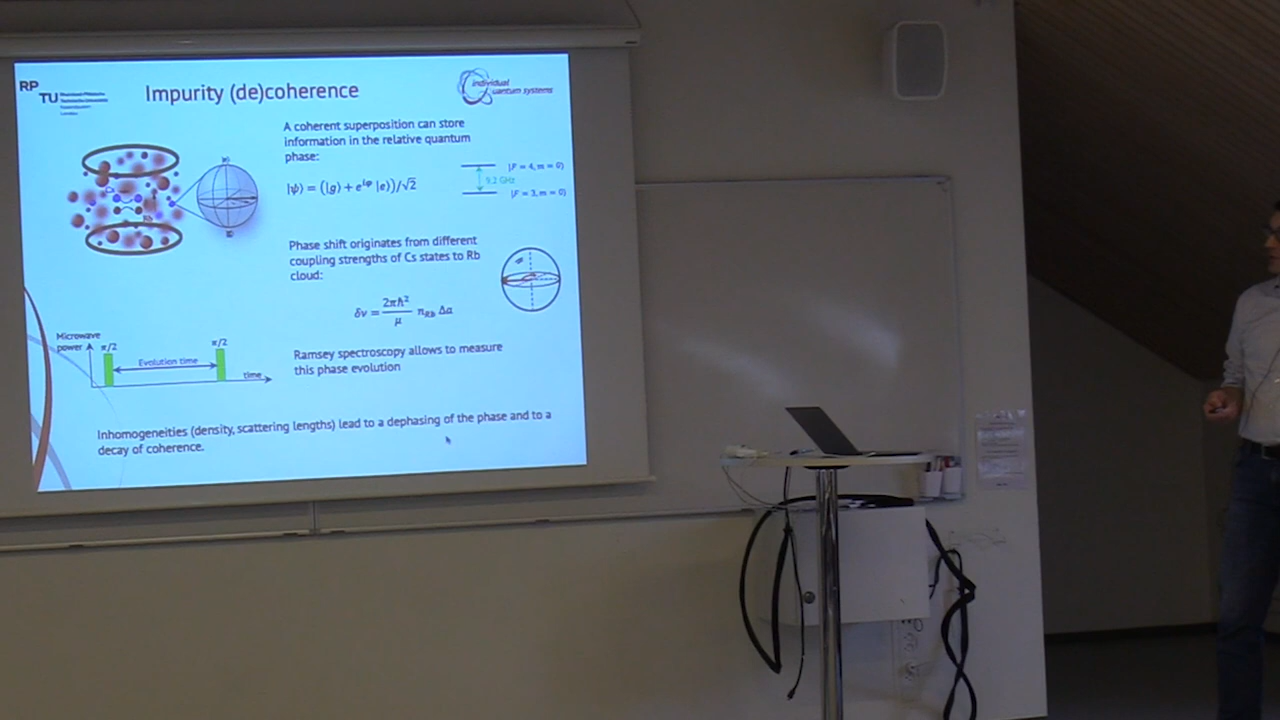 RP
TU
Impurity (de)coherence
individual
quantum systems
A coherent superposition can store
information in the relative quantum
phase:
|ψ⟩ = (|g⟩ + e^{iφ} |e⟩)/√2
|F = 4, m = 0⟩
9.2 GHz
|F = 3, m = 0⟩
Rb
Phase shift originates from different
coupling strengths of Cs states to Rb
cloud:
δν = 2πħ²/μ n_{Rb} Δa
Microwave
power
π/2
Evolution time
π/2
time
Ramsey spectroscopy allows to measure
this phase evolution
Inhomogeneities (density, scattering lengths) lead to a dephasing of the phase and to a
decay of coherence.